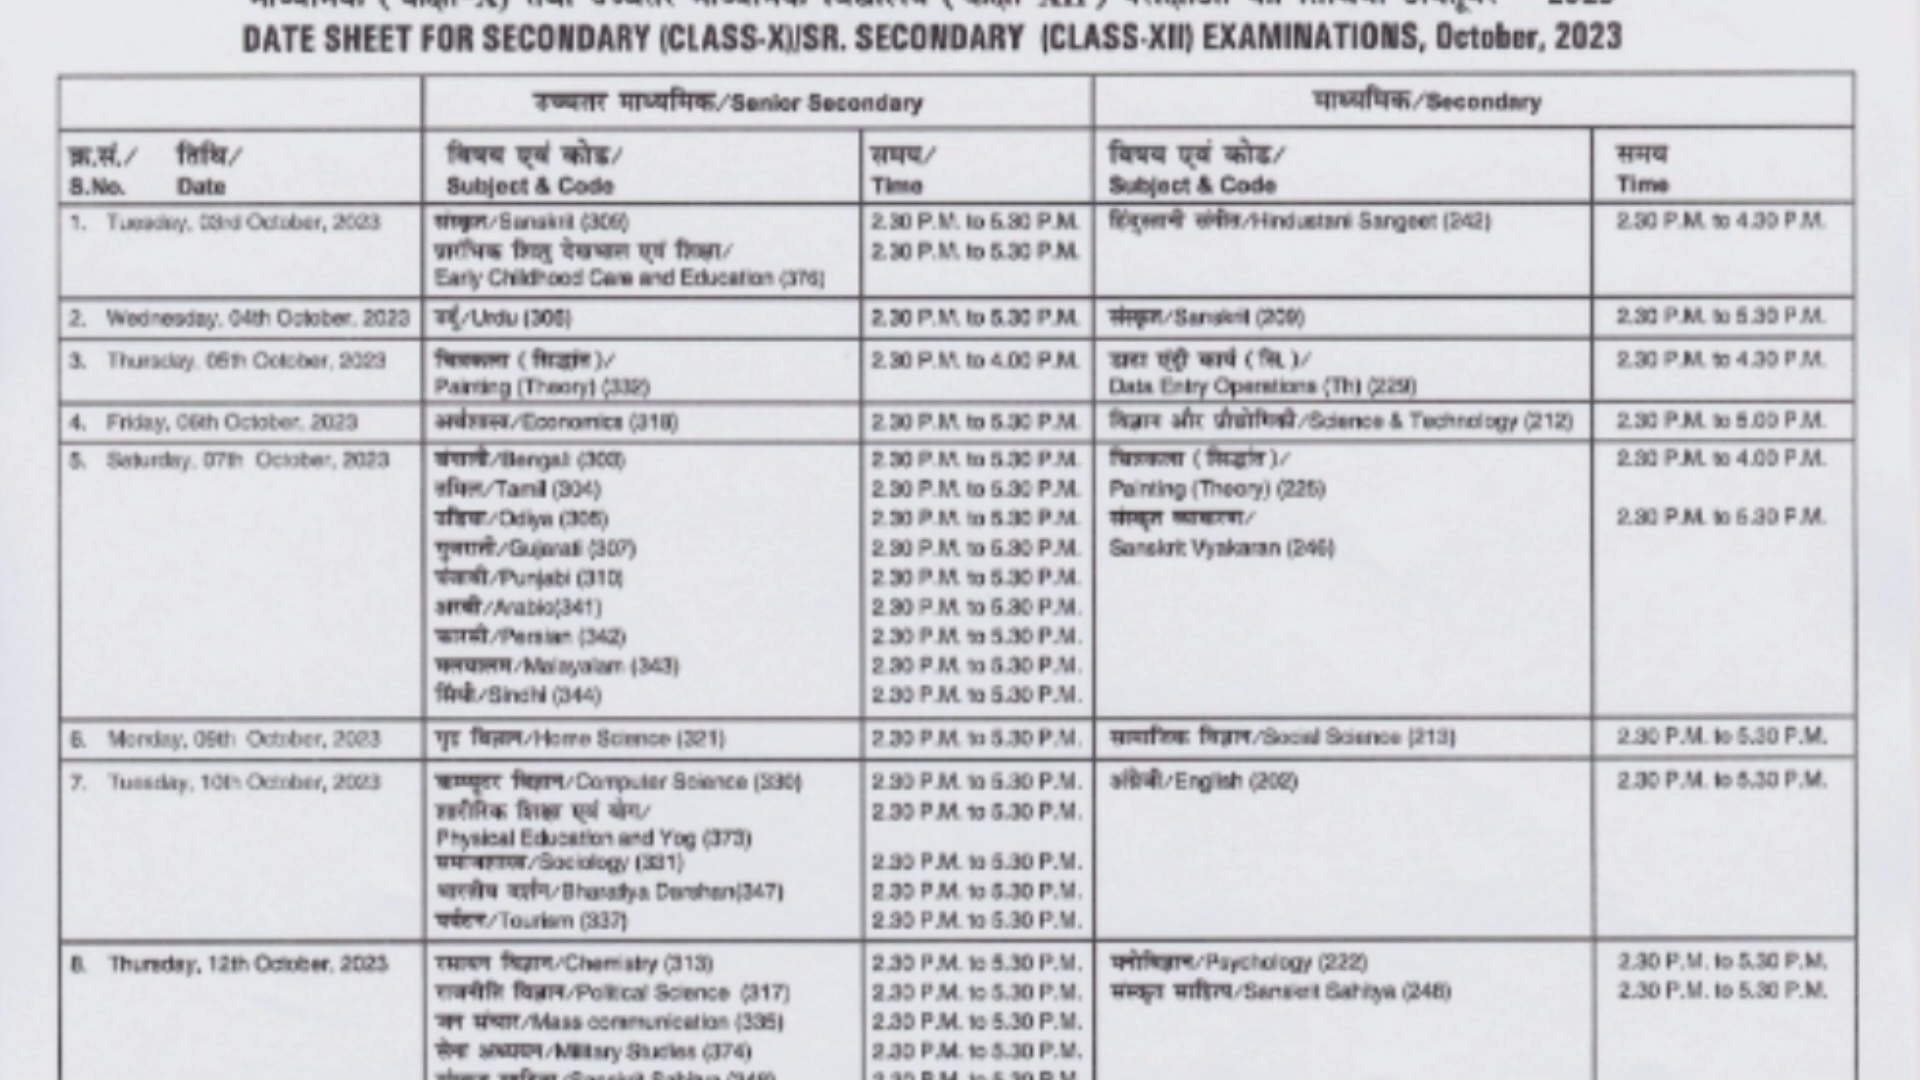 DATE SHEET FOR SECONDARY (CLASS-X)/SR. SECONDARY (CLASS-XII) EXAMINATIONS, October, 2023
उच्चतर माध्यमिक/Senior Secondary माध्यमिक/Secondary
क्र.सं./ तिथि/ विषय एवं कोड/ समय/ विषय एवं कोड/ समय
S.No. Date Subject & Code Time Subject & Code Time
1. Tuesday, 03rd October, 2023 संस्कृत/Sanskrit (309) 2.30 P.M. to 5.30 P.M. हिंदुस्तानी संगीत/Hindustani Sangeet (242) 2.30 P.M. to 4.30 P.M.
प्रारंभिक शिशु देखभाल एवं शिक्षा/ 2.30 P.M. to 5.30 P.M.
Early Childhood Care and Education (376)
2. Wednesday, 04th October, 2023 उर्दू/Urdu (306) 2.30 P.M. to 5.30 P.M. संस्कृत/Sanskrit (209) 2.30 P.M. to 5.30 P.M.
3. Thursday, 05th October, 2023 चित्रकला (सिद्धांत)/ 2.30 P.M. to 4.00 P.M. डाटा एंट्री कार्य (सि.)/ 2.30 P.M. to 4.30 P.M.
Painting (Theory) (332) Data Entry Operations (Th) (229)
4. Friday, 06th October, 2023 अर्थशास्त्र/Economics (318) 2.30 P.M. to 5.30 P.M. विज्ञान और प्रौद्योगिकी/Science & Technology (212) 2.30 P.M. to 5.00 P.M.
5. Saturday, 07th October, 2023 बंगाली/Bengali (303) 2.30 P.M. to 5.30 P.M. चित्रकला (सिद्धांत)/ 2.30 P.M. to 4.00 P.M.
तमिल/Tamil (304) 2.30 P.M. to 5.30 P.M. Painting (Theory) (225)
उडिया/Odiya (305) 2.30 P.M. to 5.30 P.M. संस्कृत व्याकरण/ 2.30 P.M. to 5.30 P.M.
गुजराती/Gujarati (307) 2.30 P.M. to 5.30 P.M. Sanskrit Vyakaran (246)
पंजाबी/Punjabi (310) 2.30 P.M. to 5.30 P.M.
अरबी/Arabic(341) 2.30 P.M. to 5.30 P.M.
फारसी/Persian (342) 2.30 P.M. to 5.30 P.M.
मलयालम/Malayalam (343) 2.30 P.M. to 5.30 P.M.
सिंधी/Sindhi (344) 2.30 P.M. to 5.30 P.M.
6. Monday, 09th October, 2023 गृह विज्ञान/Home Science (321) 2.30 P.M. to 5.30 P.M. सामाजिक विज्ञान/Social Science (213) 2.30 P.M. to 5.30 P.M.
7. Tuesday, 10th October, 2023 कम्प्यूटर विज्ञान/Computer Science (330) 2.30 P.M. to 5.30 P.M. अंग्रेजी/English (202) 2.30 P.M. to 5.30 P.M.
शारीरिक शिक्षा एवं योग/ 2.30 P.M. to 5.30 P.M.
Physical Education and Yog (373)
समाजशास्त्र/Sociology (331) 2.30 P.M. to 5.30 P.M.
भारतीय दर्शन/Bharatiya Darshan(347) 2.30 P.M. to 5.30 P.M.
पर्यटन/Tourism (337) 2.30 P.M. to 5.30 P.M.
8. Thursday, 12th October, 2023 रसायन विज्ञान/Chemistry (313) 2.30 P.M. to 5.30 P.M. मनोविज्ञान/Psychology (222) 2.30 P.M. to 5.30 P.M.
राजनीति विज्ञान/Political Science (317) 2.30 P.M. to 5.30 P.M. संस्कृत साहित्य/Sanskrit Sahitya (248) 2.30 P.M. to 5.30 P.M.
जन संचार/Mass communication (335) 2.30 P.M. to 5.30 P.M.
सेना अध्ययन/Military Studies (374) 2.30 P.M. to 5.30 P.M.